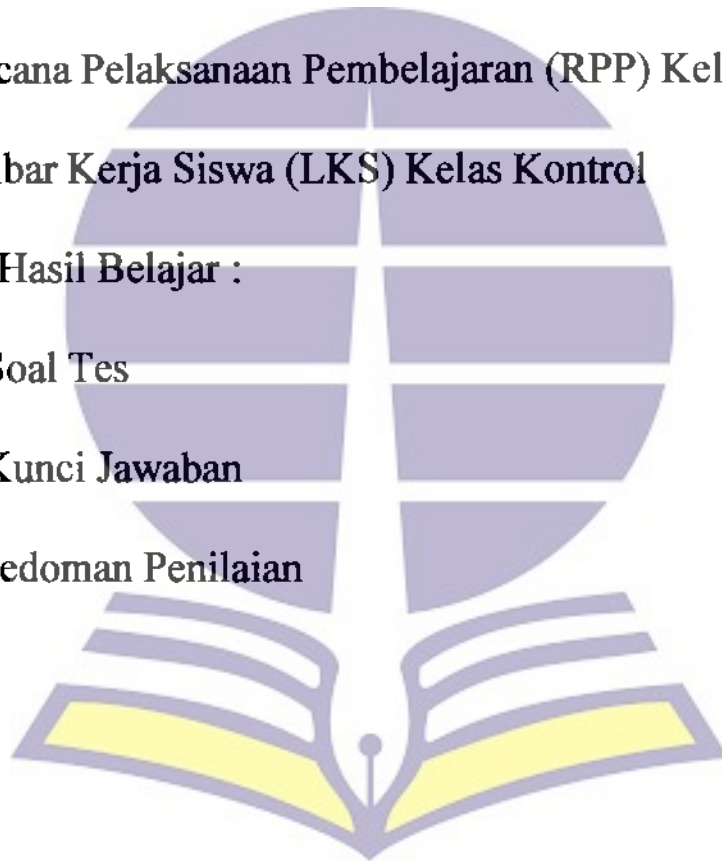 cana Pelaksanaan Pembelajaran (RPP) Kel
bar Kerja Siswa (LKS) Kelas Kontrol
Hasil Belajar :
Soal Tes
Kunci Jawaban
edoman Penilaian